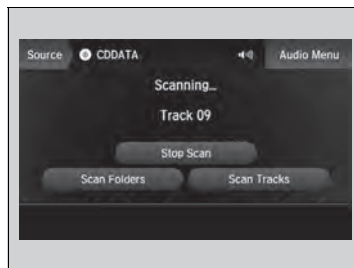 Source CDDATA Audio Menu
Scanning...
Track 09
Stop Scan
Scan Folders Scan Tracks